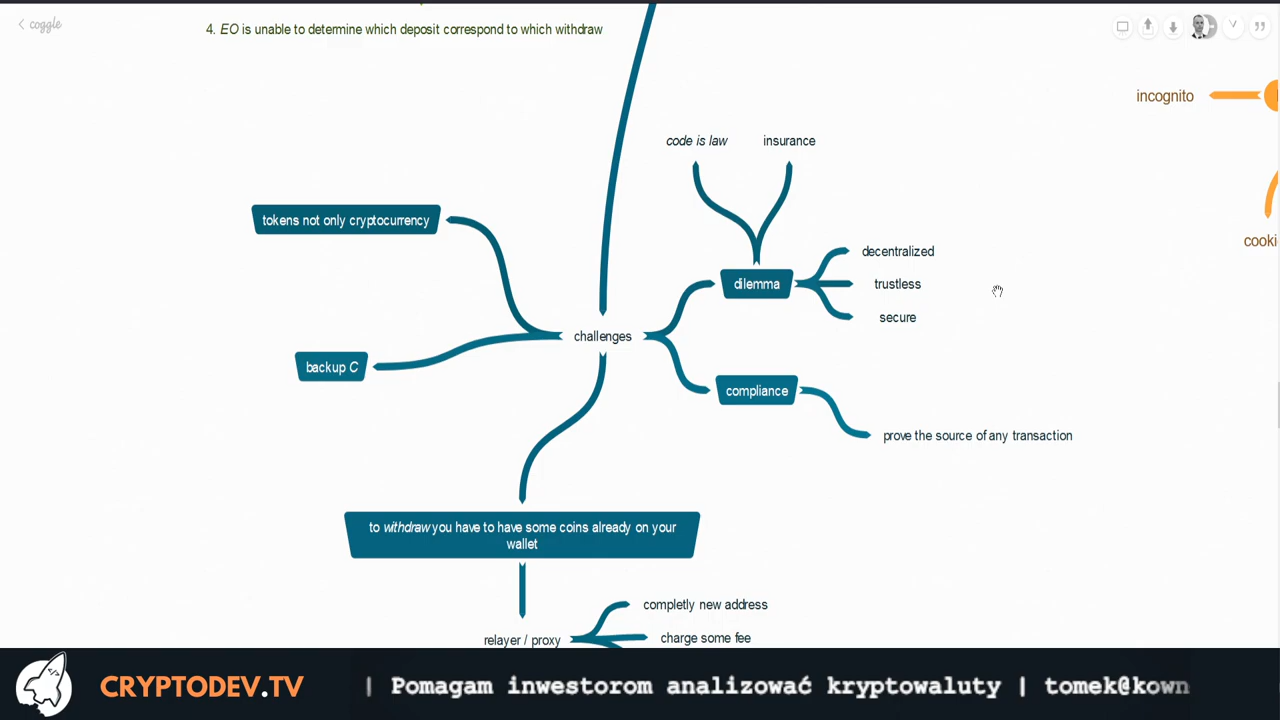 coggle
4. EO is unable to determine which deposit correspond to which withdraw
incognito
code is law
insurance
tokens not only cryptocurrency
decentralized
cooki
dilemma
trustless
secure
challenges
backup C
compliance
prove the source of any transaction
to withdraw you have to have some coins already on your
wallet
completly new address
relayer / proxy
charge some fee
CRYPTODEV.TV
| Pomagam inwestorom analizować kryptowaluty | tomek@kown